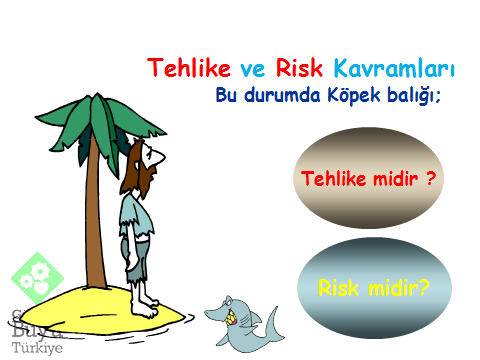 Tehlike ve Risk Kavramları
Bu durumda Köpek balığı;
Tehlike midir ?
Risk midir?
Türkiye